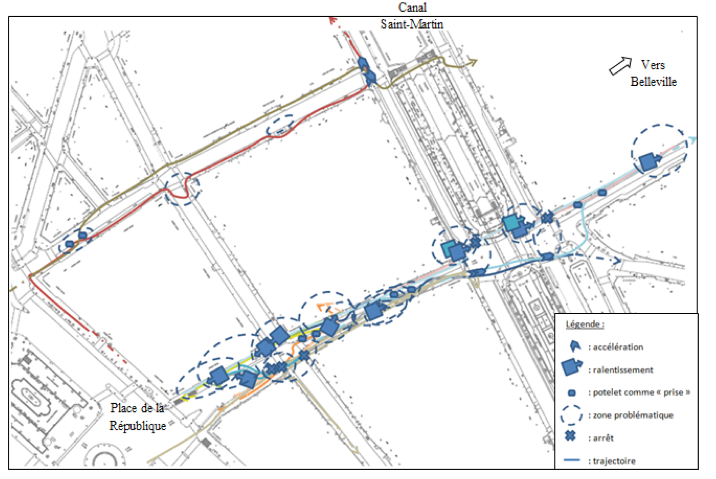 Canal
Saint-Martin
Vers
Belleville
Place de la
République
Légende :
: accélération
: ralentissement
: potelet comme « prise »
: zone problématique
: arrêt
: trajectoire